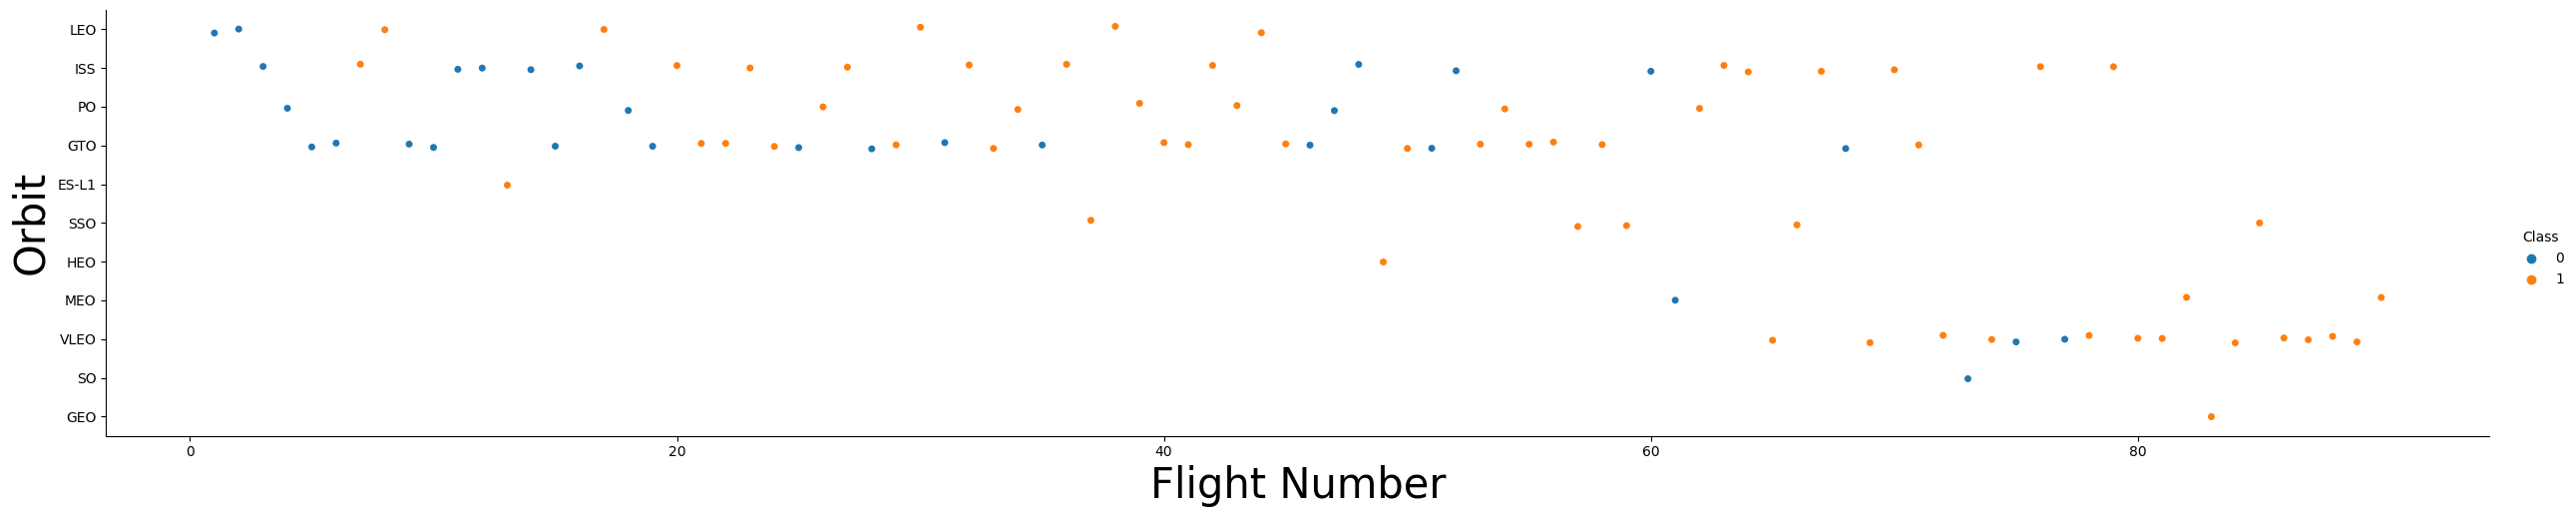 LEO
ISS
PO
GTO
ES-L1
SSO
HEO
MEO
VLEO
SO
GEO
Orbit
0 20 40 60 80
Flight Number
Class
0
1